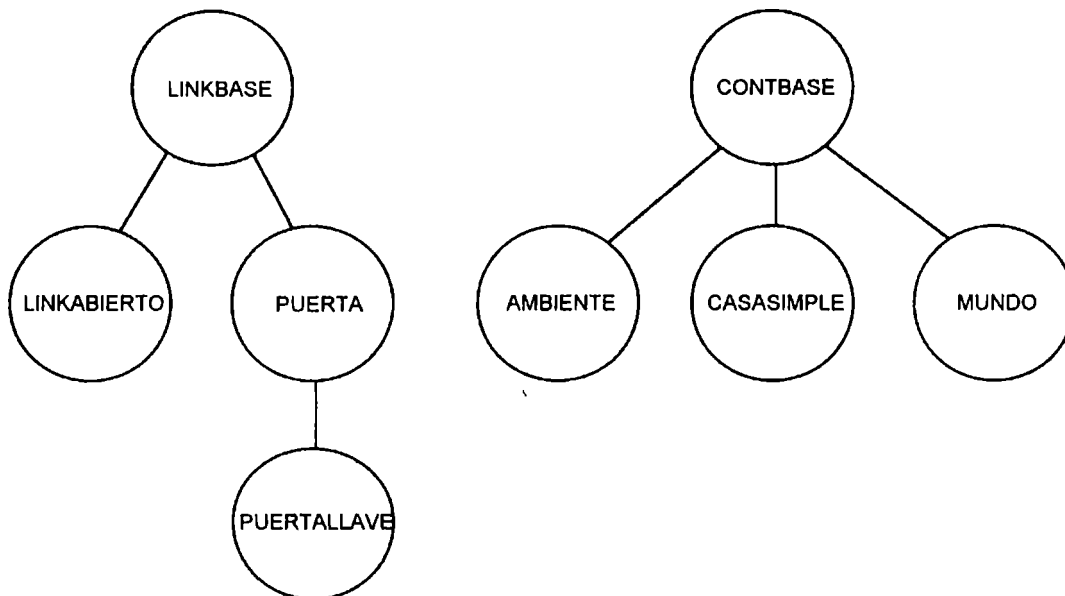 LINKBASE
CONTBASE
LINKABIERTO
PUERTA
AMBIENTE
CASASIMPLE
MUNDO
PUERTALLAVE